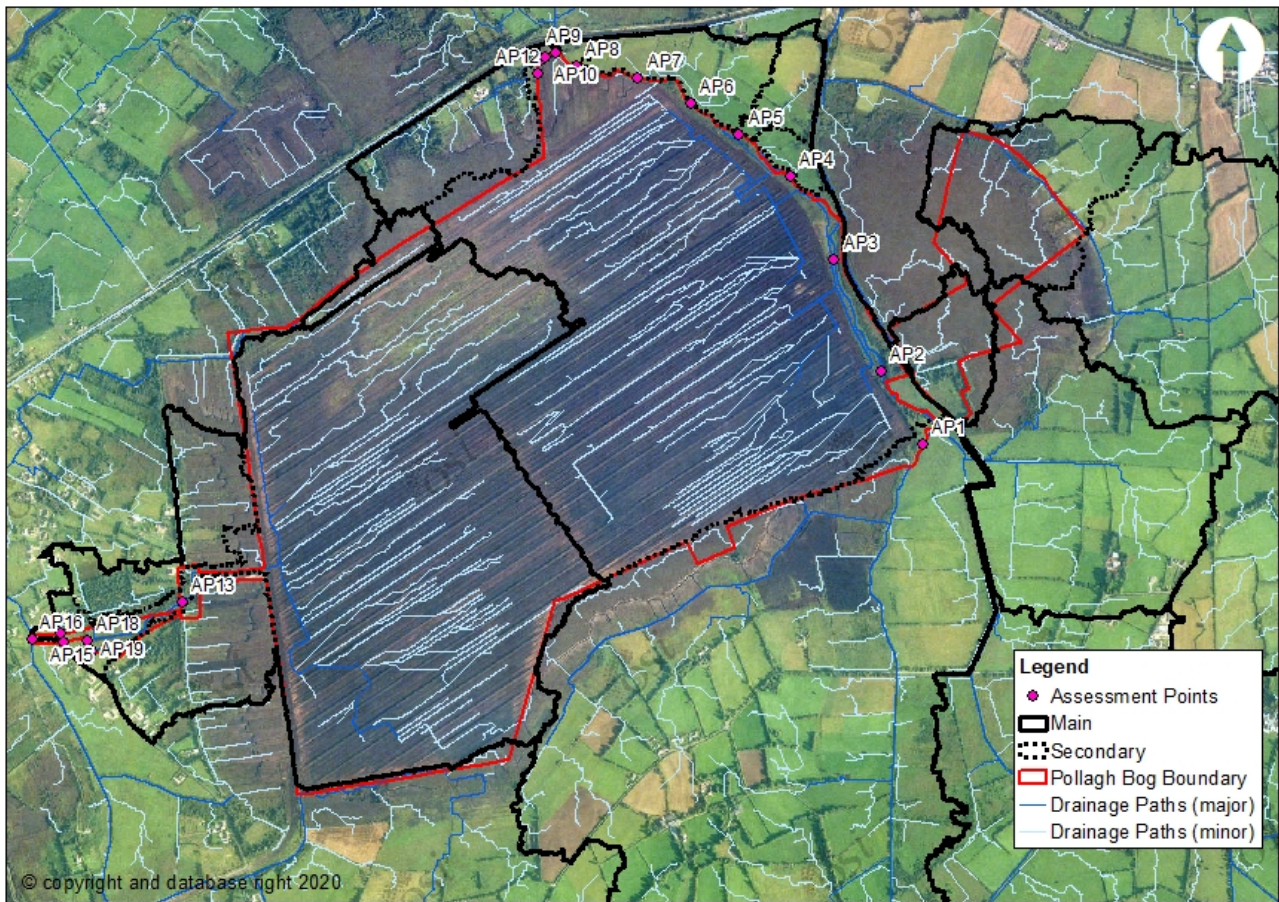 AP9
AP8
AP12
AP10
AP7
AP6
AP5
AP4
AP3
AP2
AP1
AP13
AP16
AP18
AP15
AP19
Legend
Assessment Points
Main
Secondary
Pollagh Bog Boundary
Drainage Paths (major)
Drainage Paths (minor)
© copyright and database right 2020